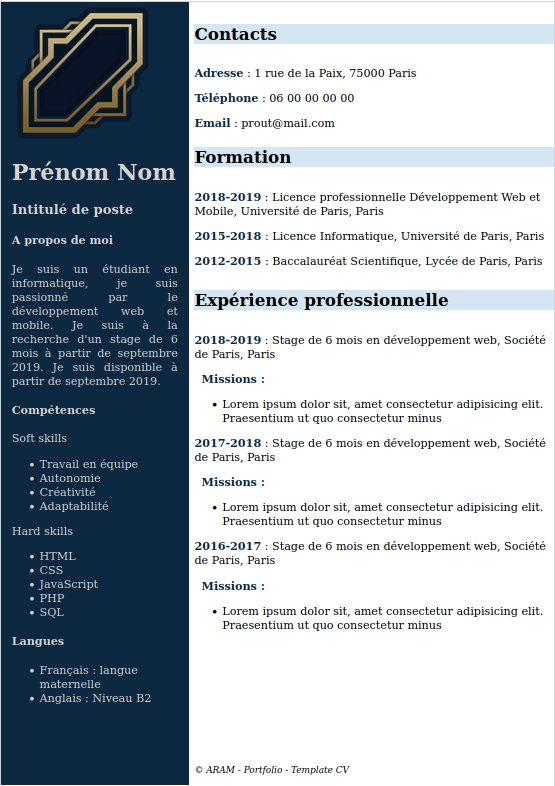 Prénom Nom
Intitulé de poste
A propos de moi
Je suis un étudiant en
informatique, je suis
passionné par le
développement web et
mobile. Je suis à la
recherche d'un stage de 6
mois à partir de septembre
2019. Je suis disponible à
partir de septembre 2019.
Compétences
Soft skills
• Travail en équipe
• Autonomie
• Créativité
• Adaptabilité
Hard skills
• HTML
• CSS
• JavaScript
• PHP
• SQL
Langues
• Français : langue
maternelle
• Anglais : Niveau B2
Contacts
Adresse : 1 rue de la Paix, 75000 Paris
Téléphone : 06 00 00 00 00
Email : prout@mail.com
Formation
2018-2019 : Licence professionnelle Développement Web et
Mobile, Université de Paris, Paris
2015-2018 : Licence Informatique, Université de Paris, Paris
2012-2015 : Baccalauréat Scientifique, Lycée de Paris, Paris
Expérience professionnelle
2018-2019 : Stage de 6 mois en développement web, Société
de Paris, Paris
Missions :
• Lorem ipsum dolor sit, amet consectetur adipisicing elit.
Praesentium ut quo consectetur minus
2017-2018 : Stage de 6 mois en développement web, Société
de Paris, Paris
Missions :
• Lorem ipsum dolor sit, amet consectetur adipisicing elit.
Praesentium ut quo consectetur minus
2016-2017 : Stage de 6 mois en développement web, Société
de Paris, Paris
Missions :
• Lorem ipsum dolor sit, amet consectetur adipisicing elit.
Praesentium ut quo consectetur minus
© ARAM - Portfolio - Template CV